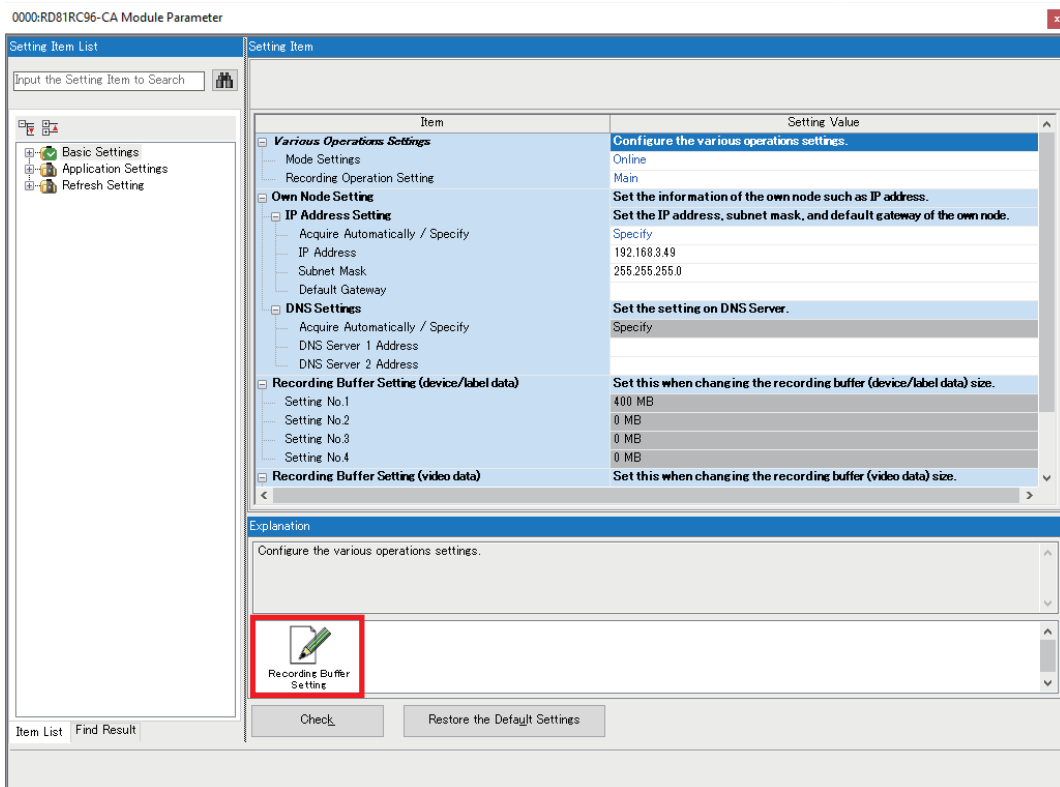 0000:RD81RC96-CA Module Parameter
Setting Item List
Setting Item
Input the Setting Item to Search
Basic Settings
Application Settings
Refresh Setting
Item List Find Result
Item Setting Value
Various Operations Settings Configure the various operations settings.
Mode Settings Online
Recording Operation Setting Main
Own Node Setting Set the information of the own node such as IP address.
IP Address Setting Set the IP address, subnet mask, and default gateway of the own node.
Acquire Automatically / Specify Specify
IP Address 192.168.3.49
Subnet Mask 255.255.255.0
Default Gateway
DNS Settings Set the setting on DNS Server.
Acquire Automatically / Specify Specify
DNS Server 1 Address
DNS Server 2 Address
Recording Buffer Setting (device/label data) Set this when changing the recording buffer (device/label data) size.
Setting No.1 400 MB
Setting No.2 0 MB
Setting No.3 0 MB
Setting No.4 0 MB
Recording Buffer Setting (video data) Set this when changing the recording buffer (video data) size.
Explanation
Configure the various operations settings.
Recording Buffer
Setting
Check Restore the Default Settings